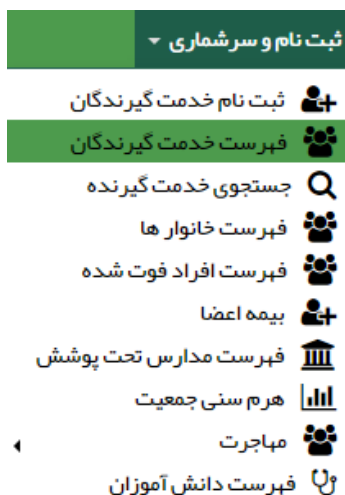 ثبت نام و سرشماری
ثبت نام خدمت گیرندگان
فهرست خدمت گیرندگان
جستجوی خدمت گیرنده
فهرست خانوار ها
فهرست افراد فوت شده
بیمه اعضا
فهرست مدارس تحت پوشش
هرم سنی جمعیت
مهاجرت
فهرست دانش آموزان